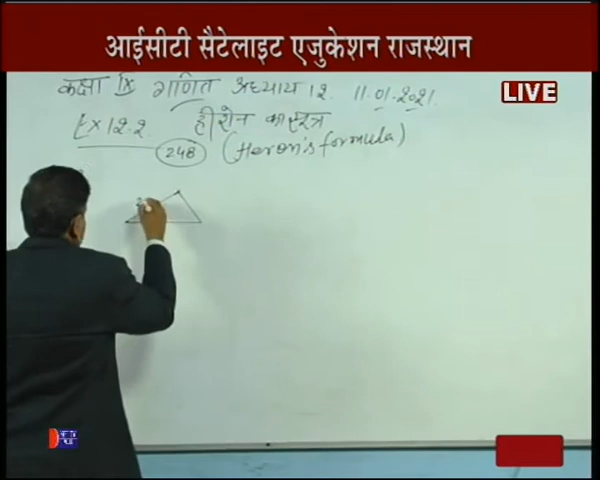 आईसीटी सैटेलाइट एजुकेशन राजस्थान
कक्षा IX गणित अध्याय 12. 11.01.2021.
LIVE
Ex 12.2 हीरोन का सूत्र
248 (Heron's formula)